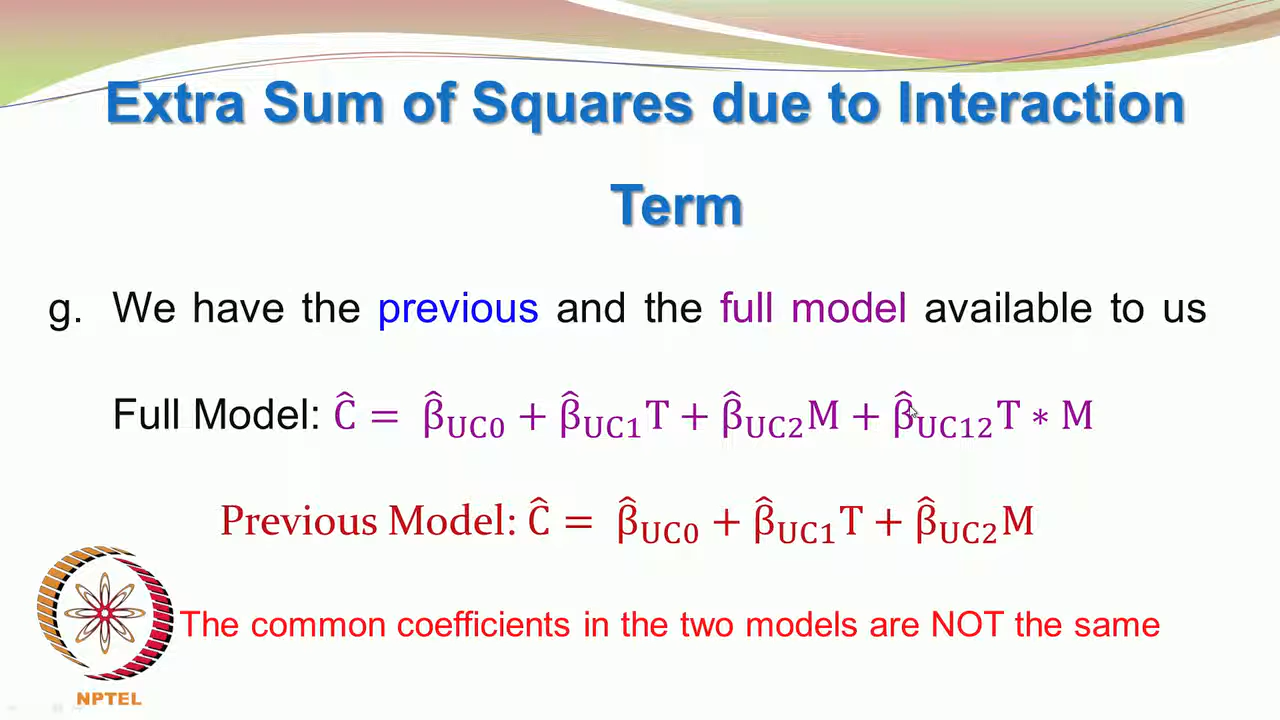 Extra Sum of Squares due to Interaction
Term
g. We have the previous and the full model available to us
Full Model: Ĉ = β̂UC0 + β̂UC1T + β̂UC2M + β̂UC12T ∗ M
Previous Model: Ĉ = β̂UC0 + β̂UC1T + β̂UC2M
The common coefficients in the two models are NOT the same
NPTEL